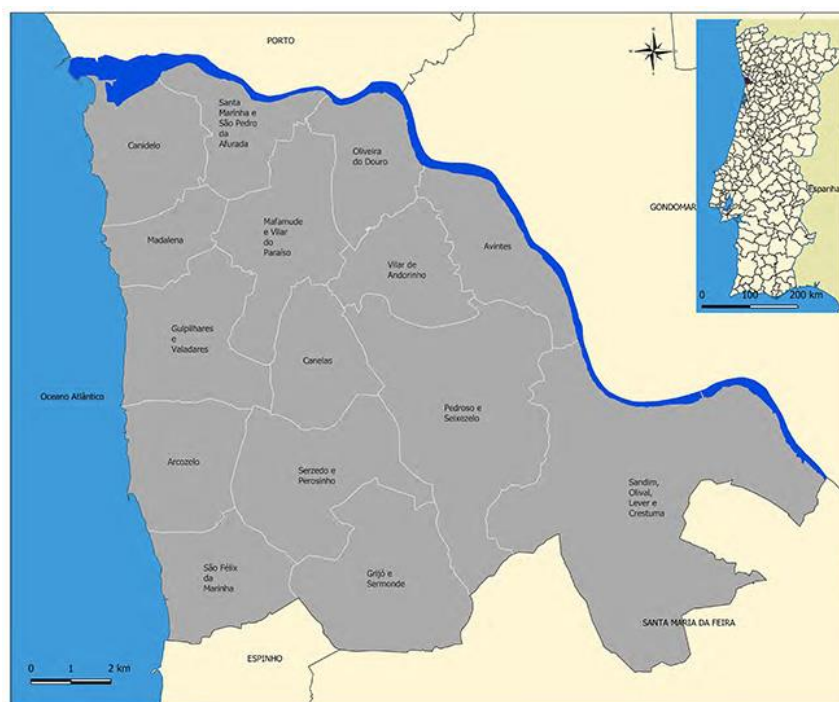 PORTO
Santa
Marinha e
São Pedro
da
Afurada
Canidelo
Oliveira
do Douro
GONDOMAR
Espanha
0 100 200 km
Mafamude
e Vilar
do
Paraíso
Madalena
Vilar de
Andorinho
Avintes
Gulpilhares
e
Valadares
Canelas
Oceano Atlântico
Pedroso e
Seixezelo
Arcozelo
Serzedo e
Perosinho
Sandim,
Olival,
Lever e
Crestuma
São Félix
da
Marinha
Grijó e
Sermonde
SANTA MARIA DA FEIRA
ESPINHO
0 1 2 km